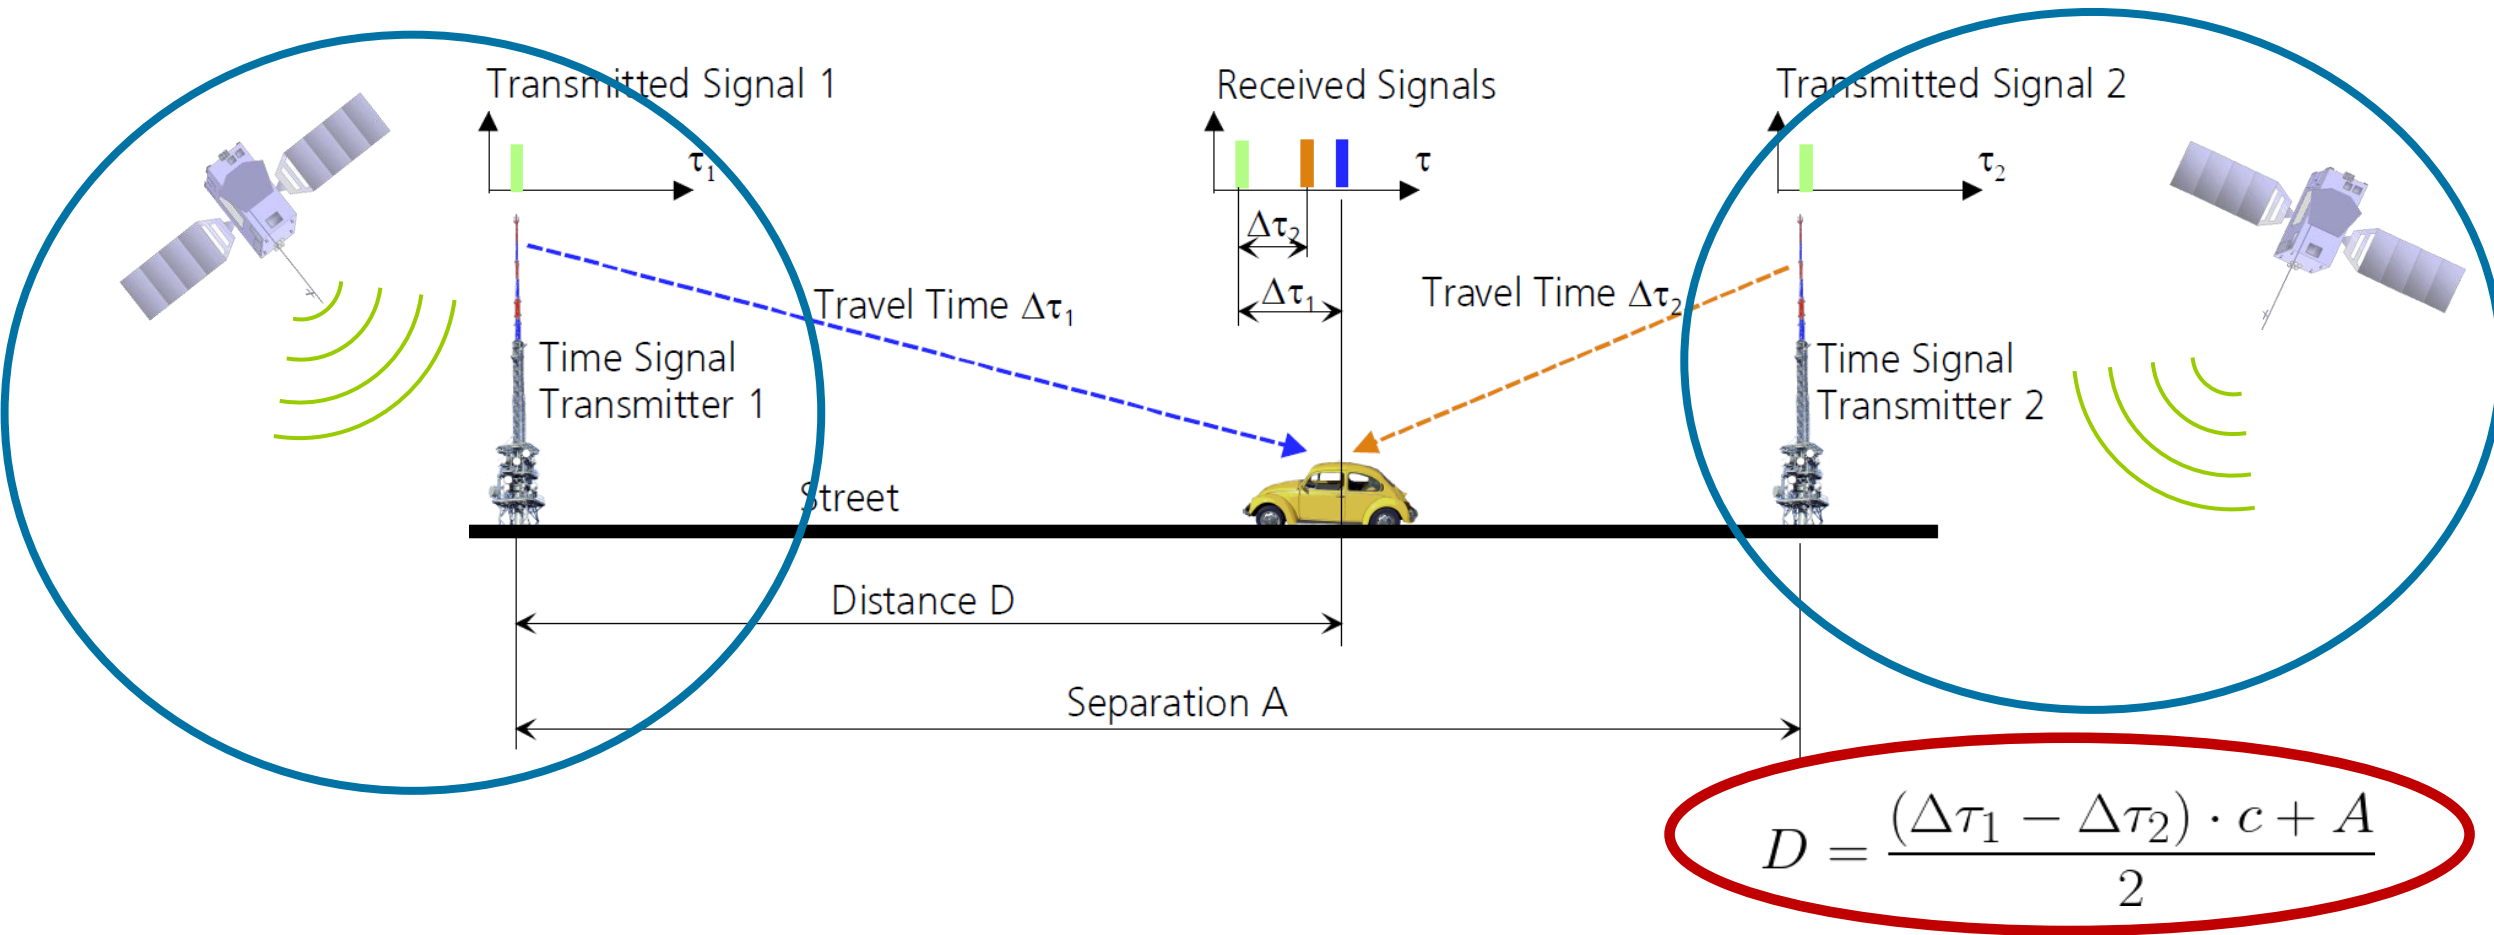 Transmitted Signal 1
Received Signals
Transmitted Signal 2
τ₁
τ
τ₂
Δτ₂
Δτ₁
Travel Time Δτ₁
Travel Time Δτ₂
Time Signal
Transmitter 1
Time Signal
Transmitter 2
Street
Distance D
Separation A
D = \frac{(Δτ₁ − Δτ₂) · c + A}{2}